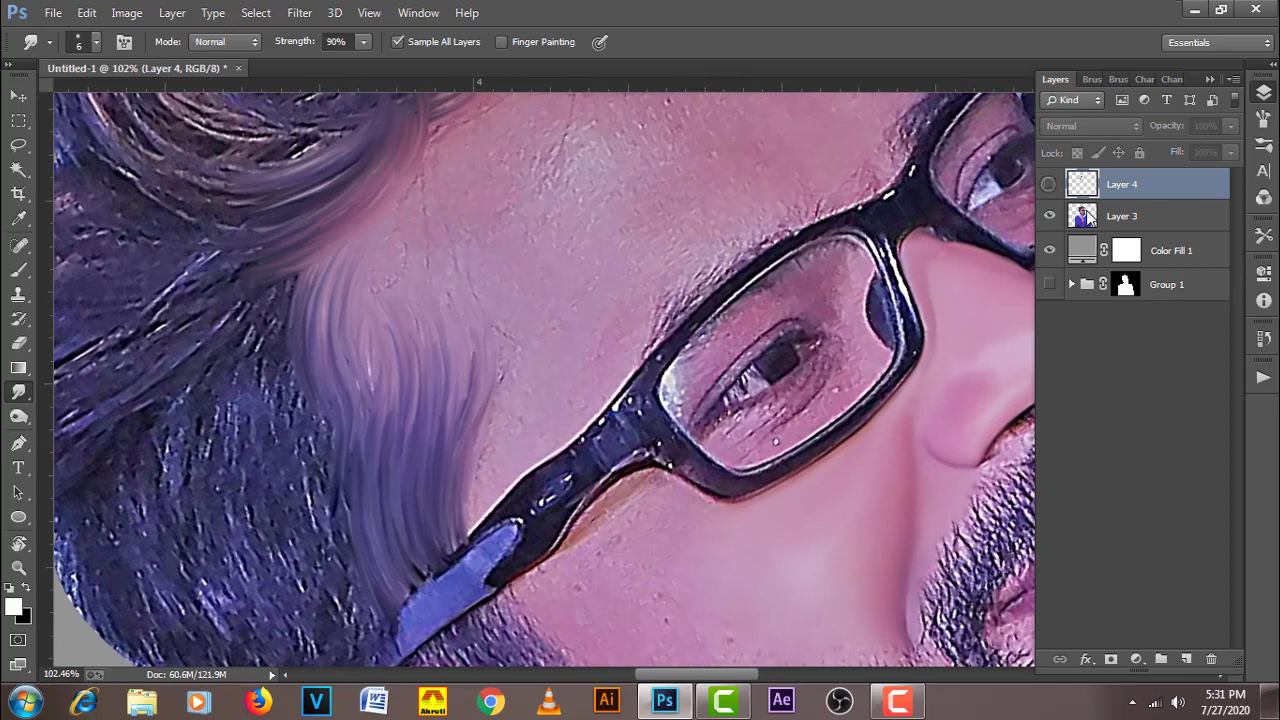 Ps File Edit Image Layer Type Select Filter 3D View Window Help
6 Mode: Normal Strength: 90% Sample All Layers Finger Painting Essentials
Untitled-1 @ 102% (Layer 4, RGB/8) *
4
Layers Brus Brus Char Chan
Kind
Normal Opacity: 100%
Lock: Fill: 100%
Layer 4
Layer 3
Color Fill 1
Group 1
102.46% Doc: 60.6M/121.9M
5:31 PM
7/27/2020
V W Akruti Ai Ps C Ae C